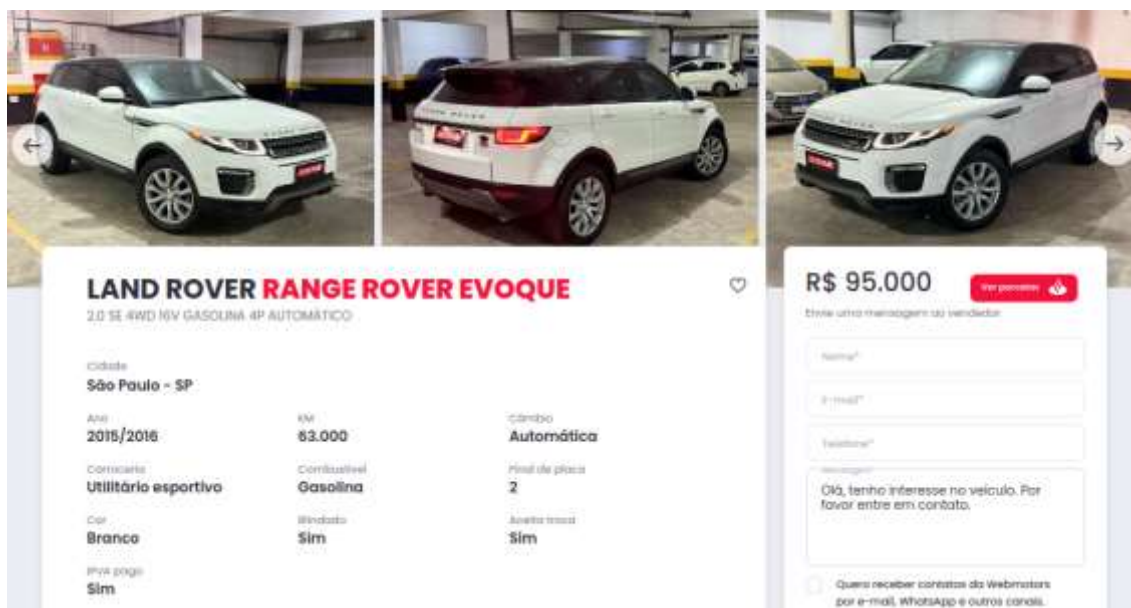 LAND ROVER RANGE ROVER EVOQUE
2.0 SE 4WD 16V GASOLINA 4P AUTOMÁTICO
Cidade
São Paulo - SP
Ano
2015/2016
KM
63.000
Câmbio
Automática
Carroceria
Utilitário esportivo
Combustível
Gasolina
Final de placa
2
Cor
Branco
Blindado
Sim
Aceita troca
Sim
IPVA pago
Sim
R$ 95.000
Ver parcelas
Envie uma mensagem ao vendedor
Nome*
E-mail*
Telefone*
Mensagem*
Olá, tenho interesse no veículo. Por
favor entre em contato.
Quero receber contatos da Webmotors
por e-mail, WhatsApp e outros canais.